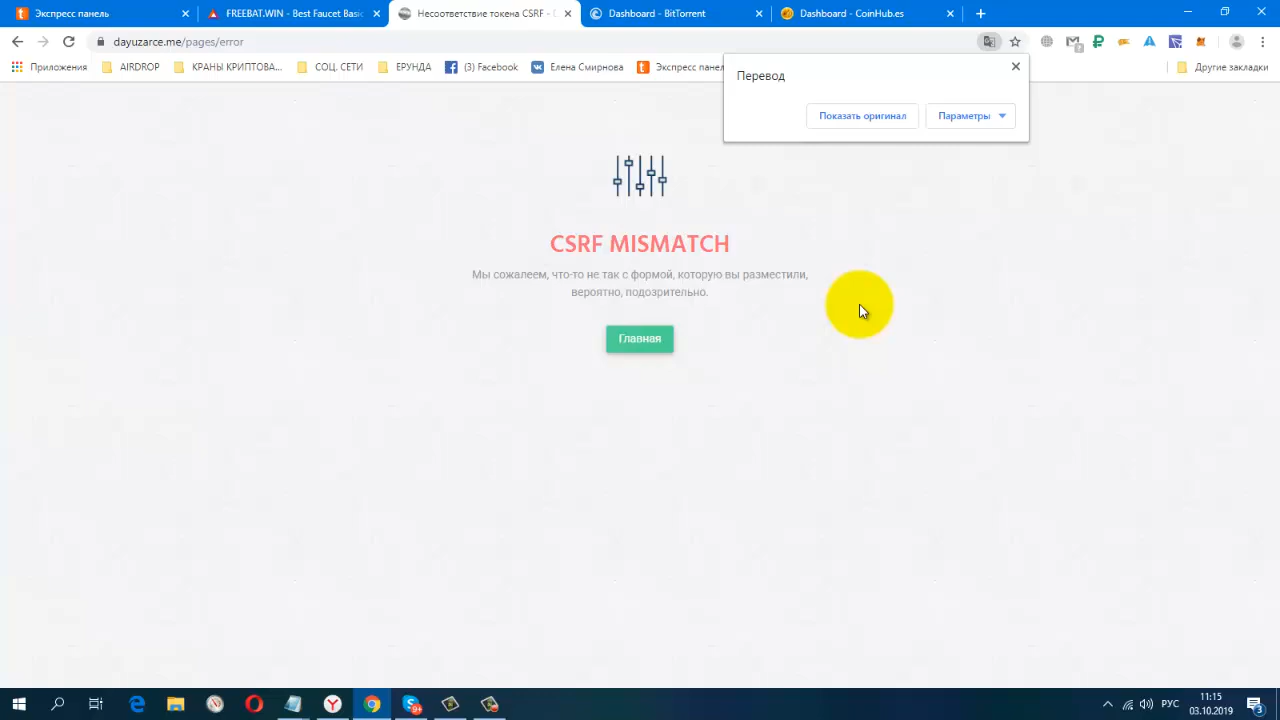 Экспресс панель
FREEBAT.WIN - Best Faucet Basic
Несоответствие токена CSRF - C
Dashboard - BitTorrent
Dashboard - CoinHub.es
dayuzarce.me/pages/error
Приложения
AIRDROP
КРАНЫ КРИПТОВА...
СОЦ. СЕТИ
ЕРУНДА
(3) Facebook
Елена Смирнова
Экспресс панел
Другие закладки
Перевод
Показать оригинал
Параметры
CSRF MISMATCH
Мы сожалеем, что-то не так с формой, которую вы разместили,
вероятно, подозрительно.
Главная
РУС
11:15
03.10.2019